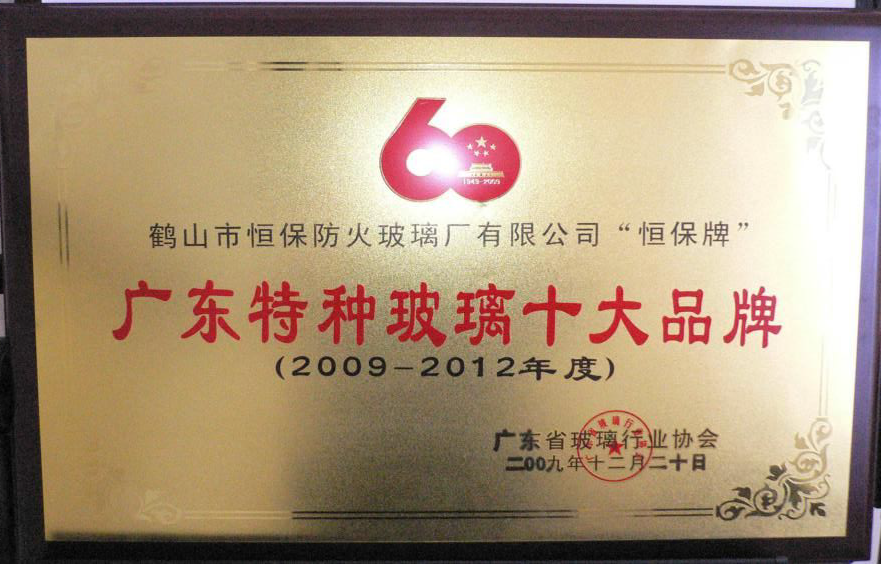 60
1949-2009
鹤山市恒保防火玻璃厂有限公司“恒保牌”
广东特种玻璃十大品牌
(2009-2012年度)
广东省玻璃行业协会
二00九年十二月二十日